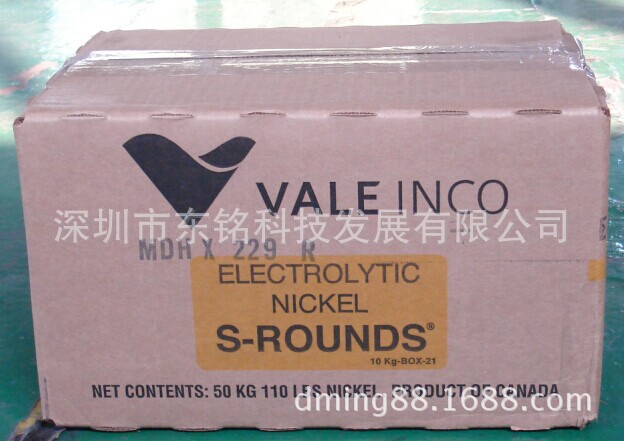 VALE INCO
深圳市东铭科技发展有限公司
MDH X 229 R
ELECTROLYTIC
NICKEL
S-ROUNDS®
10 Kg-BOX-21
NET CONTENTS: 50 KG 110 LBS NICKEL PRODUCT OF CANADA
dming88.1688.com